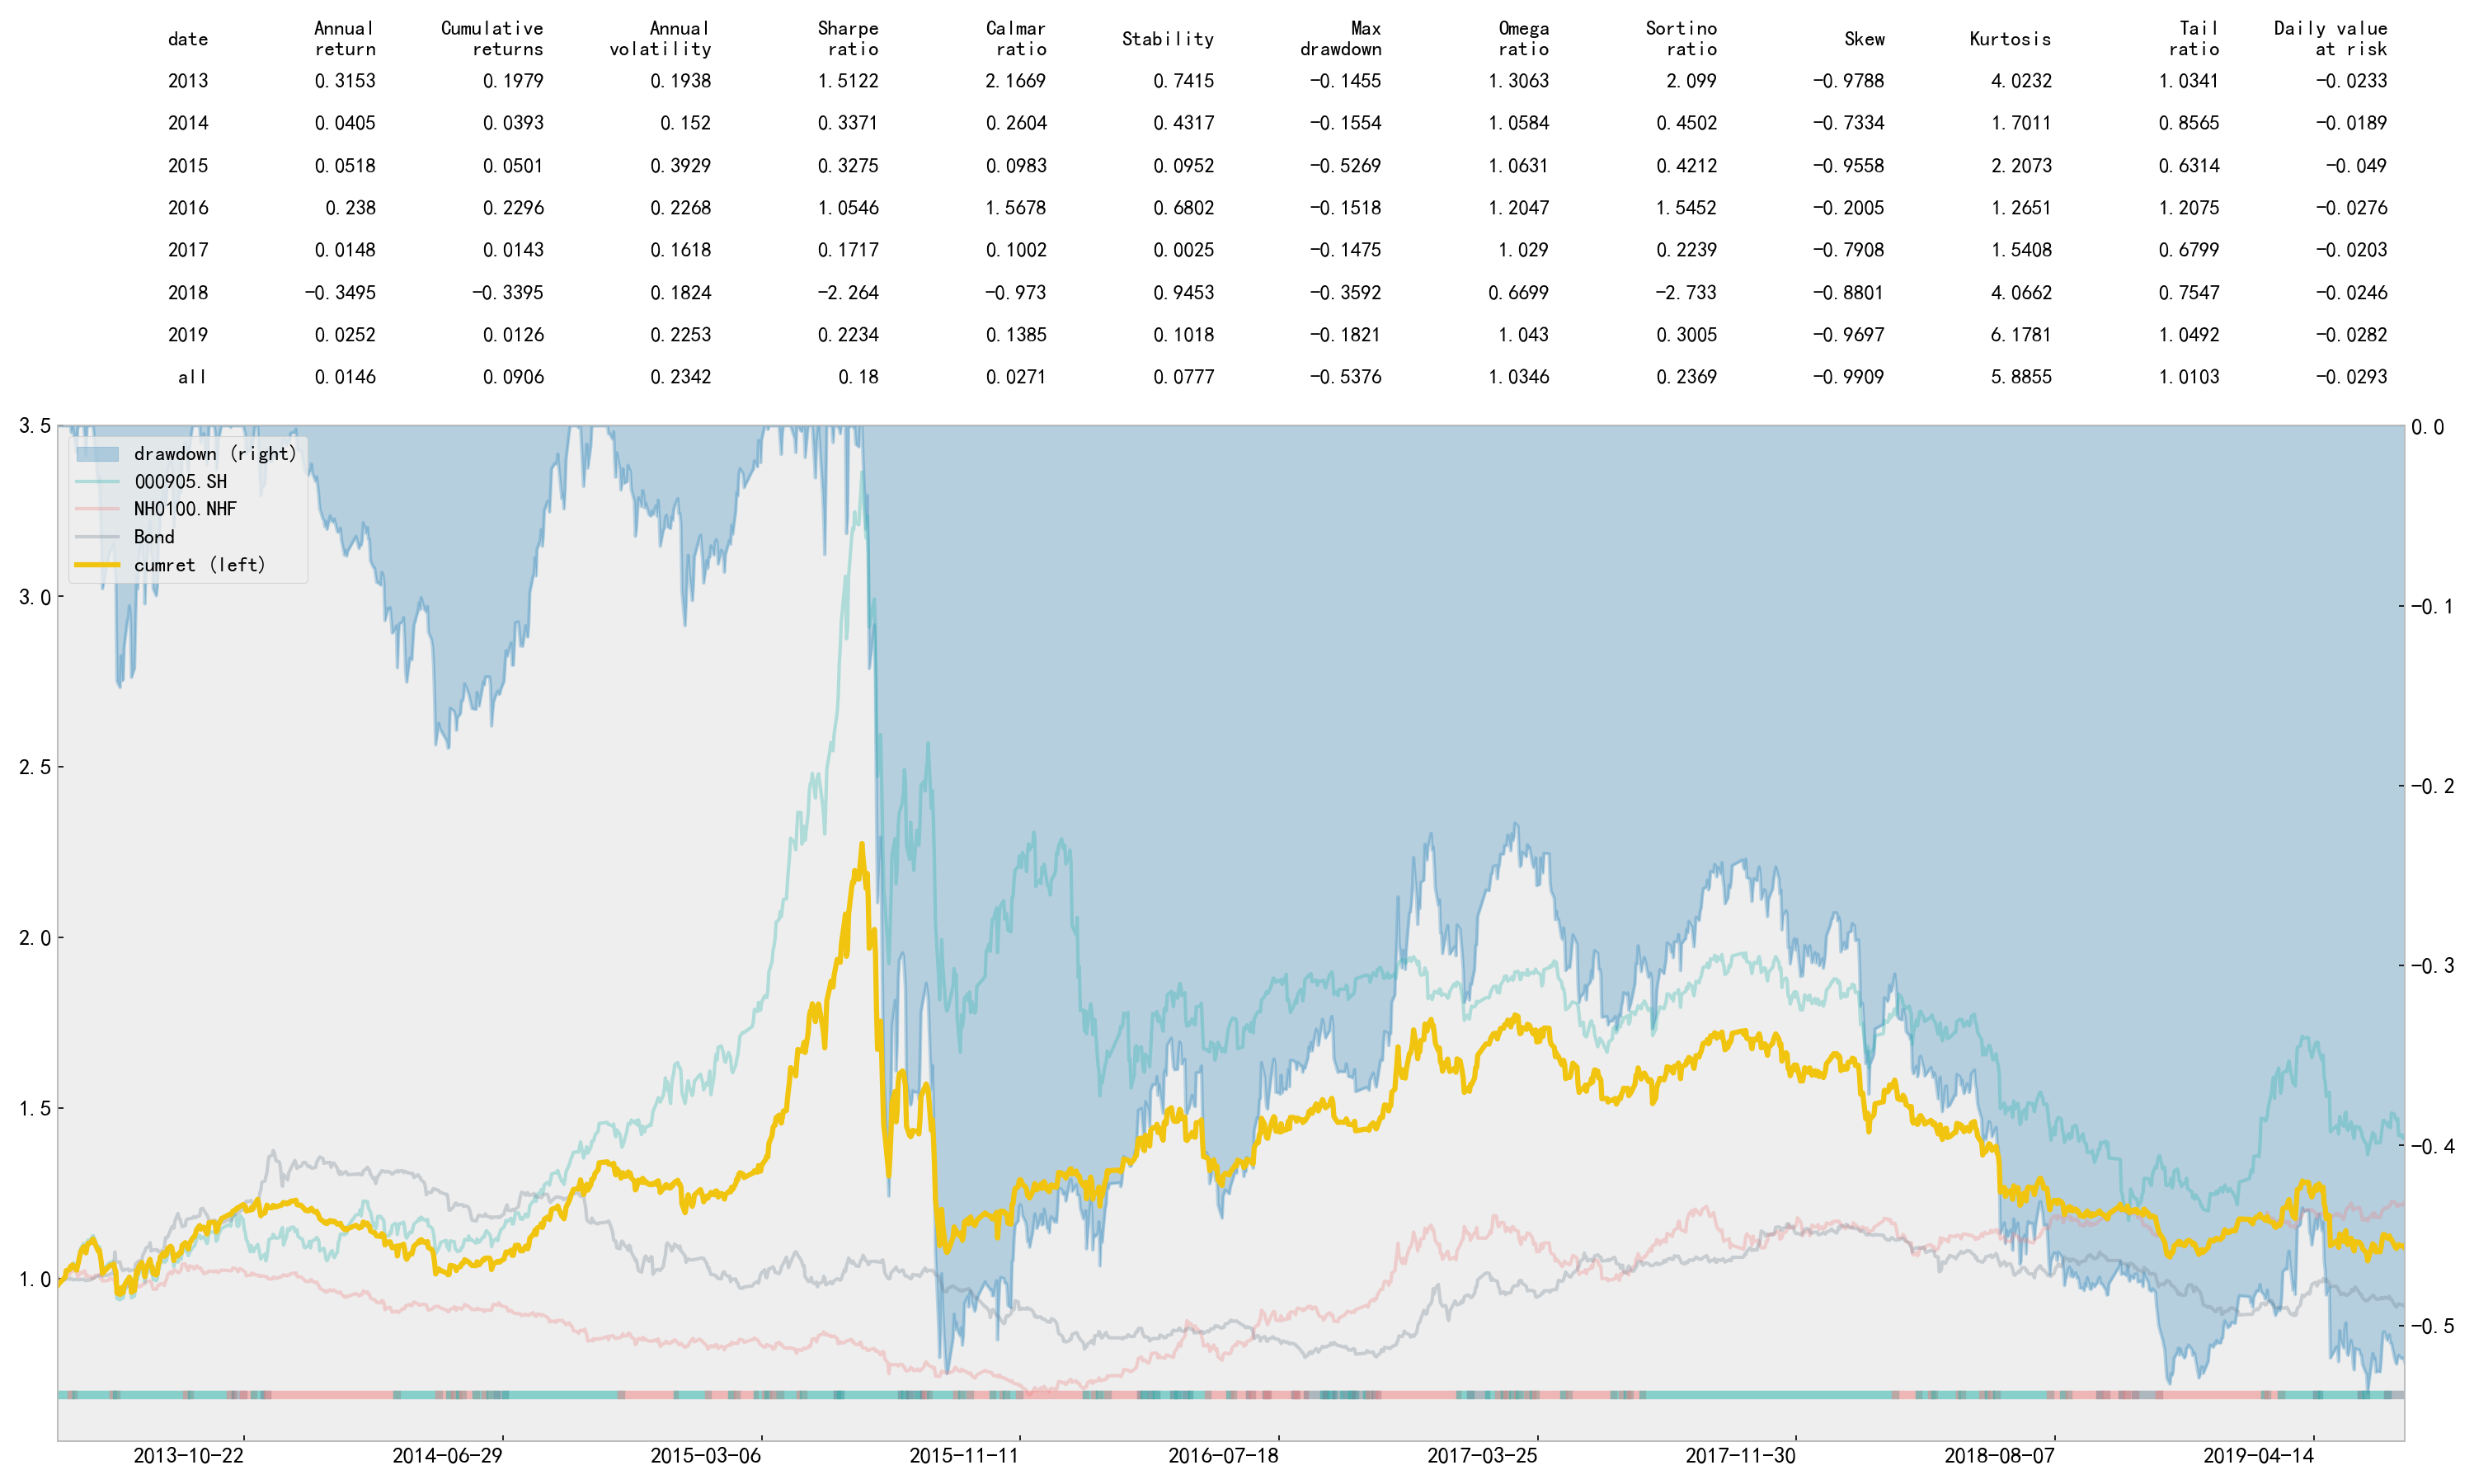 date Annual return Cumulative returns Annual volatility Sharpe ratio Calmar ratio Stability Max drawdown Omega ratio Sortino ratio Skew Kurtosis Tail ratio Daily value at risk
2013 0.3153 0.1979 0.1938 1.5122 2.1669 0.7415 -0.1455 1.3063 2.099 -0.9788 4.0232 1.0341 -0.0233
2014 0.0405 0.0393 0.152 0.3371 0.2604 0.4317 -0.1554 1.0584 0.4502 -0.7334 1.7011 0.8565 -0.0189
2015 0.0518 0.0501 0.3929 0.3275 0.0983 0.0952 -0.5269 1.0631 0.4212 -0.9558 2.2073 0.6314 -0.049
2016 0.238 0.2296 0.2268 1.0546 1.5678 0.6802 -0.1518 1.2047 1.5452 -0.2005 1.2651 1.2075 -0.0276
2017 0.0148 0.0143 0.1618 0.1717 0.1002 0.0025 -0.1475 1.029 0.2239 -0.7908 1.5408 0.6799 -0.0203
2018 -0.3495 -0.3395 0.1824 -2.264 -0.973 0.9453 -0.3592 0.6699 -2.733 -0.8801 4.0662 0.7547 -0.0246
2019 0.0252 0.0126 0.2253 0.2234 0.1385 0.1018 -0.1821 1.043 0.3005 -0.9697 6.1781 1.0492 -0.0282
all 0.0146 0.0906 0.2342 0.18 0.0271 0.0777 -0.5376 1.0346 0.2369 -0.9909 5.8855 1.0103 -0.0293
3.5
3.0
2.5
2.0
1.5
1.0
drawdown (right)
000905.SH
NH0100.NHF
Bond
cumret (left)
0.0
-0.1
-0.2
-0.3
-0.4
-0.5
2013-10-22 2014-06-29 2015-03-06 2015-11-11 2016-07-18 2017-03-25 2017-11-30 2018-08-07 2019-04-14